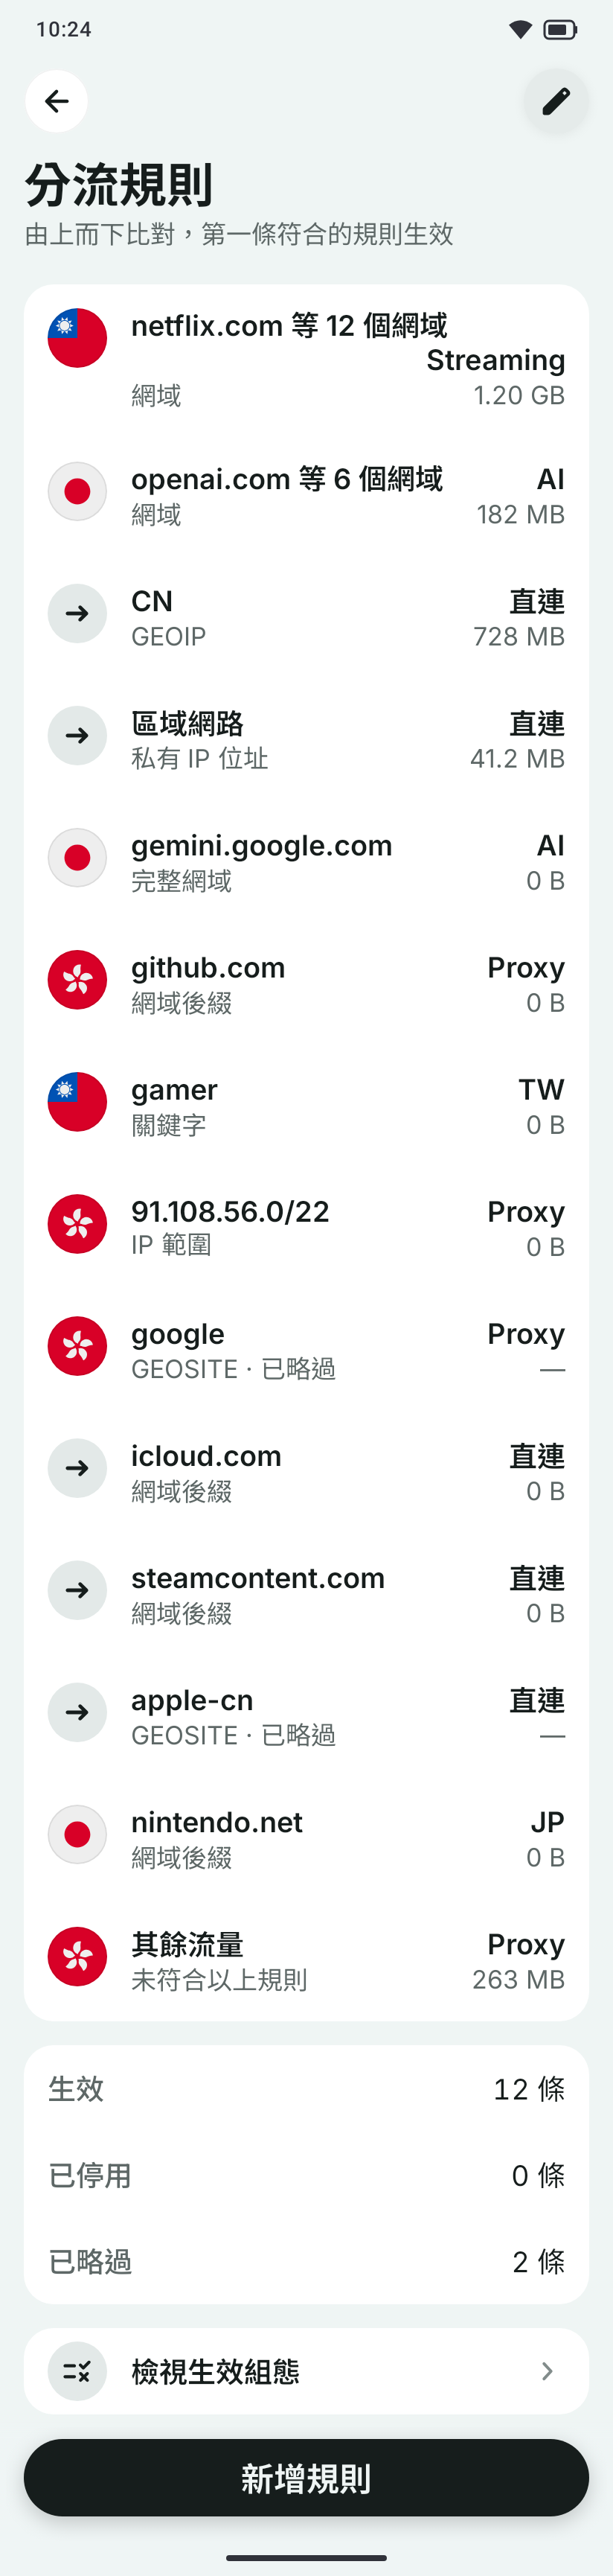 10:24
分流規則
由上而下比對，第一條符合的規則生效
netflix.com 等 12 個網域
Streaming
網域 1.20 GB
openai.com 等 6 個網域 AI
網域 182 MB
CN 直連
GEOIP 728 MB
區域網路 直連
私有 IP 位址 41.2 MB
gemini.google.com AI
完整網域 0 B
github.com Proxy
網域後綴 0 B
gamer TW
關鍵字 0 B
91.108.56.0/22 Proxy
IP 範圍 0 B
google Proxy
GEOSITE · 已略過 —
icloud.com 直連
網域後綴 0 B
steamcontent.com 直連
網域後綴 0 B
apple-cn 直連
GEOSITE · 已略過 —
nintendo.net JP
網域後綴 0 B
其餘流量 Proxy
未符合以上規則 263 MB
生效 12 條
已停用 0 條
已略過 2 條
檢視生效組態
新增規則